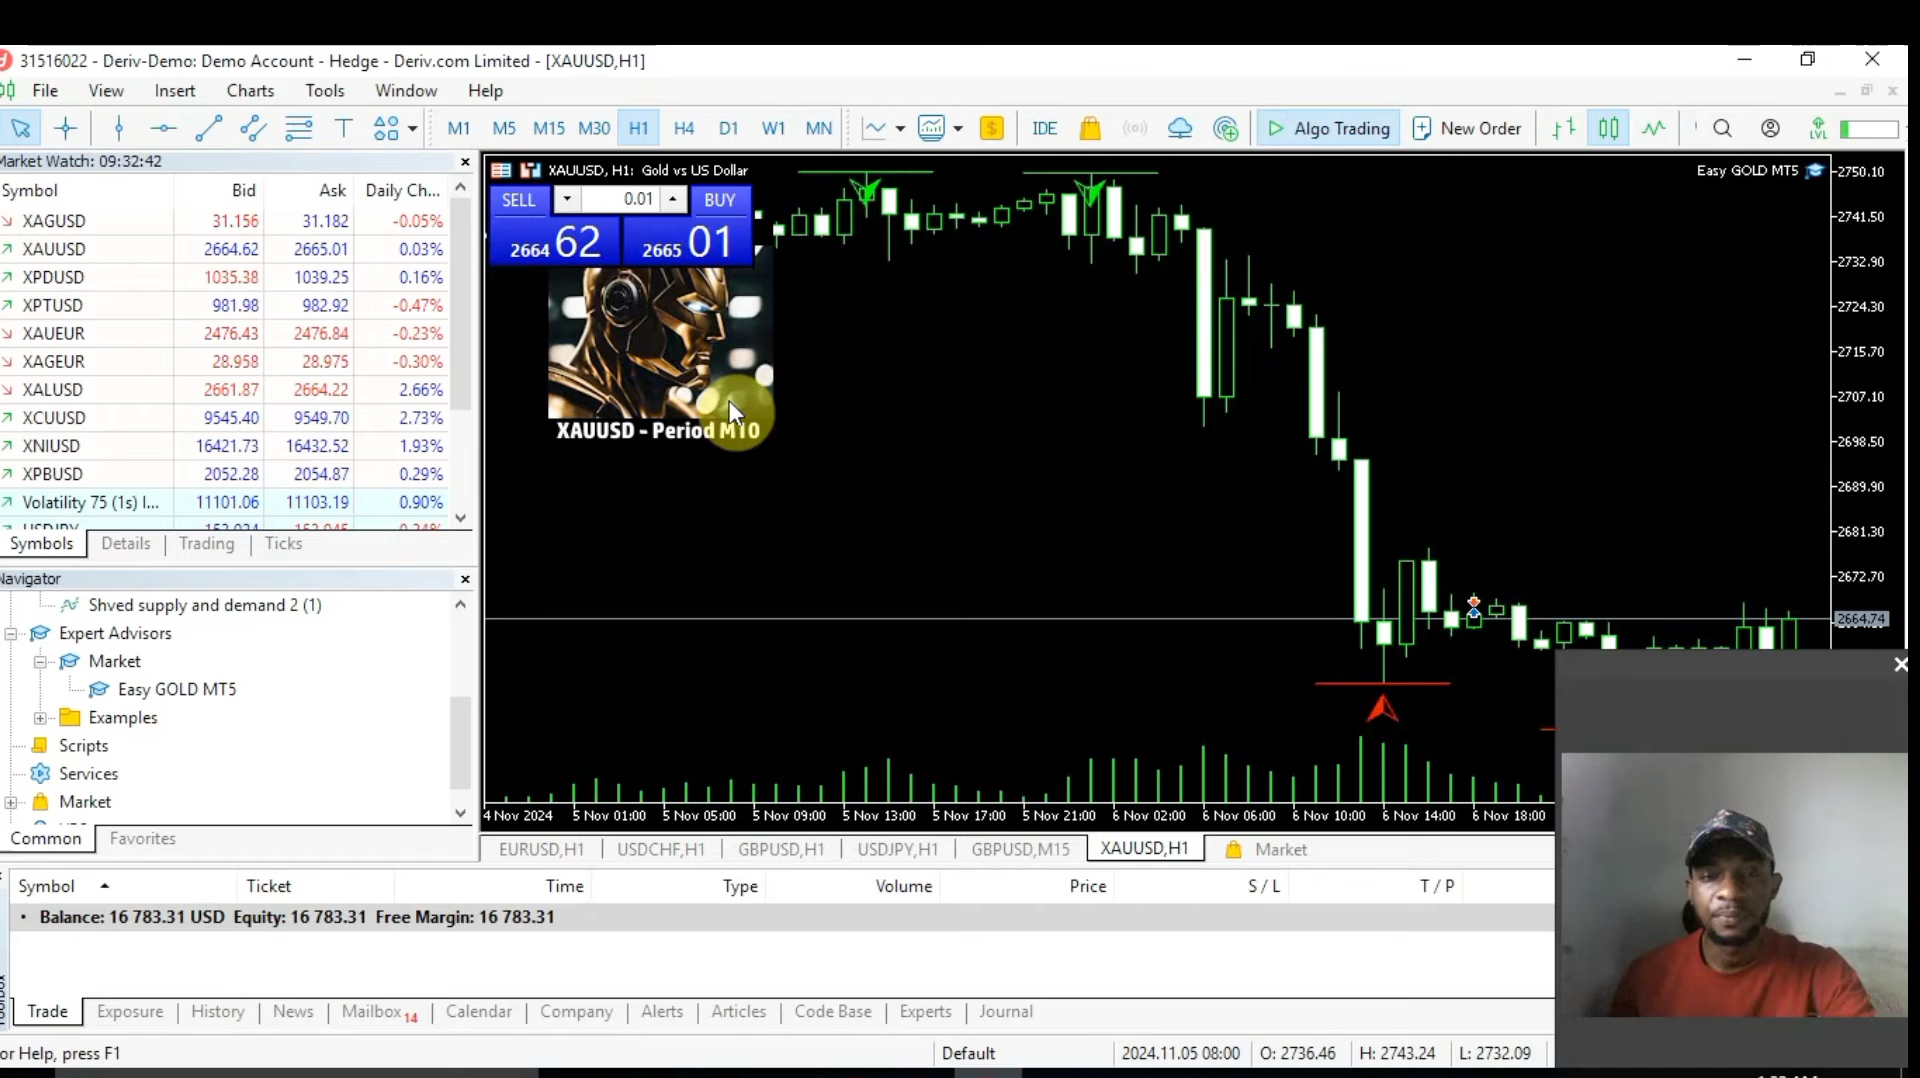 31516022 - Deriv-Demo: Demo Account - Hedge - Deriv.com Limited - [XAUUSD,H1]
File View Insert Charts Tools Window Help
M1 M5 M15 M30 H1 H4 D1 W1 MN $ IDE Algo Trading New Order LVL
Market Watch: 09:32:42
Symbol Bid Ask Daily Ch...
XAGUSD 31.156 31.182 -0.05%
XAUUSD 2664.62 2665.01 0.03%
XPDUSD 1035.38 1039.25 0.16%
XPTUSD 981.98 982.92 -0.47%
XAUEUR 2476.43 2476.84 -0.23%
XAGEUR 28.958 28.975 -0.30%
XALUSD 2661.87 2664.22 2.66%
XCUUSD 9545.40 9549.70 2.73%
XNIUSD 16421.73 16432.52 1.93%
XPBUSD 2052.28 2054.87 0.29%
Volatility 75 (1s) I... 11101.06 11103.19 0.90%
Symbols Details Trading Ticks
Navigator
Shved supply and demand 2 (1)
Expert Advisors
Market
Easy GOLD MT5
Examples
Scripts
Services
Market
Common Favorites
XAUUSD, H1: Gold vs US Dollar
Easy GOLD MT5
SELL 0.01 BUY
2664 62 2665 01
XAUUSD - Period M10
2750.10
2741.50
2732.90
2724.30
2715.70
2707.10
2698.50
2689.90
2681.30
2672.70
2664.74
4 Nov 2024 5 Nov 01:00 5 Nov 05:00 5 Nov 09:00 5 Nov 13:00 5 Nov 17:00 5 Nov 21:00 6 Nov 02:00 6 Nov 06:00 6 Nov 10:00 6 Nov 14:00 6 Nov 18:00
EURUSD,H1 USDCHF,H1 GBPUSD,H1 USDJPY,H1 GBPUSD,M15 XAUUSD,H1 Market
Symbol Ticket Time Type Volume Price S / L T / P
• Balance: 16 783.31 USD Equity: 16 783.31 Free Margin: 16 783.31
Trade Exposure History News Mailbox 14 Calendar Company Alerts Articles Code Base Experts Journal
or Help, press F1 Default 2024.11.05 08:00 O: 2736.46 H: 2743.24 L: 2732.09